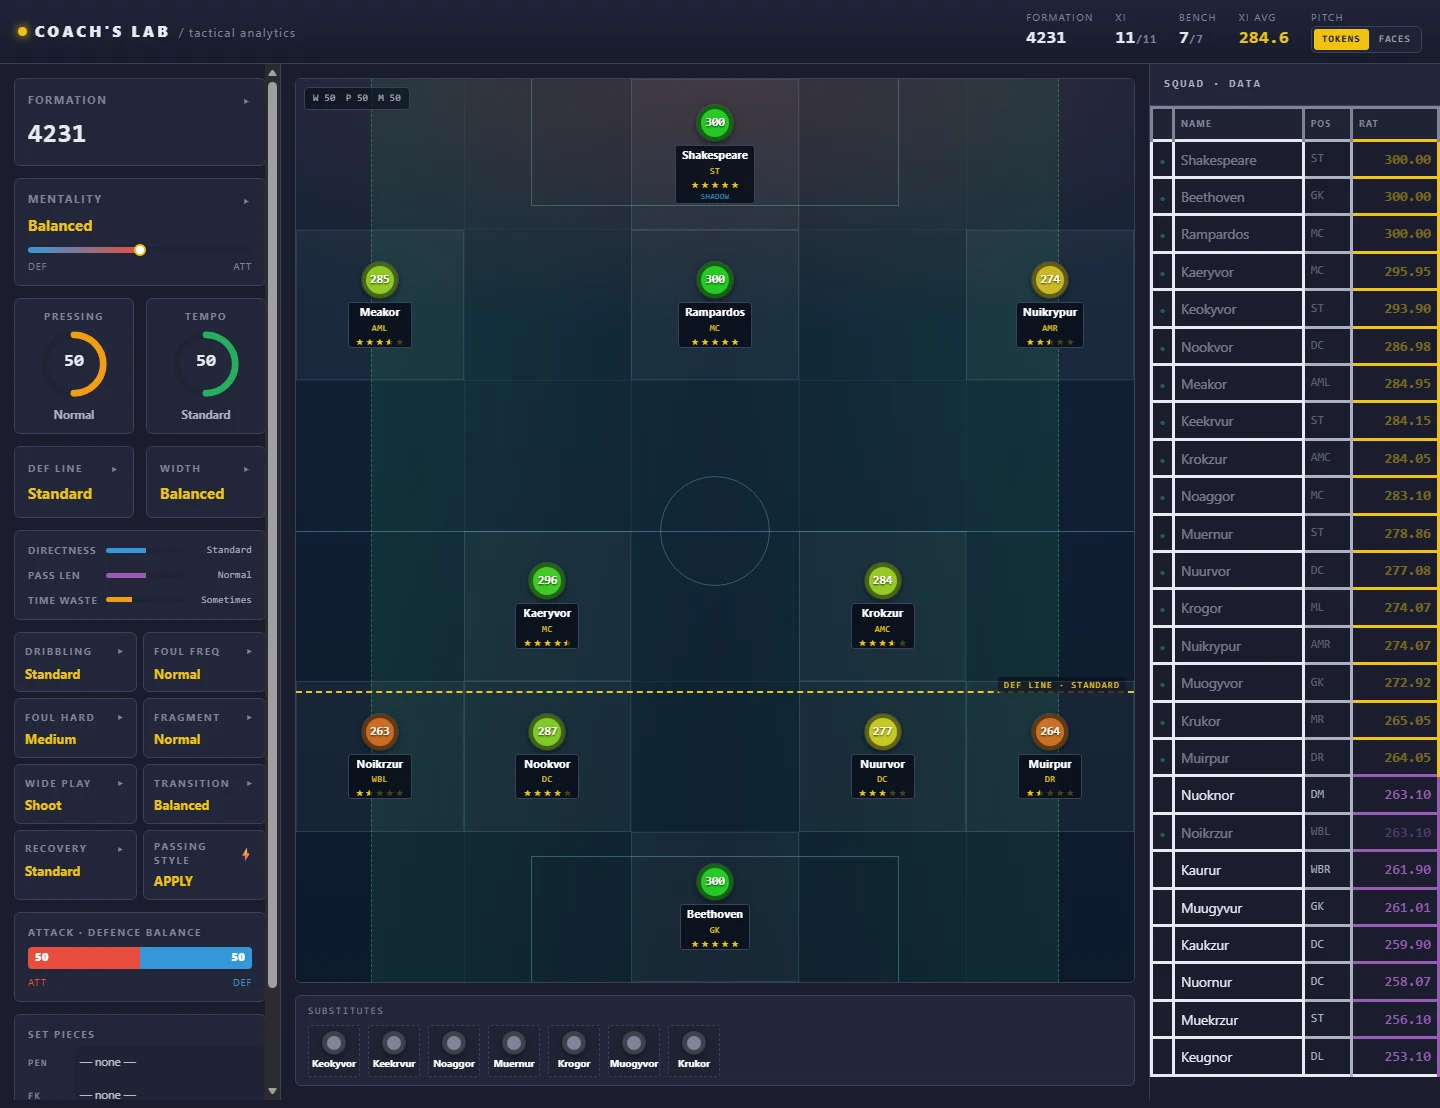 COACH'S LAB / tactical analytics
FORMATION
4231
XI
11/11
BENCH
7/7
XI AVG
284.6
PITCH
TOKENS FACES
FORMATION
4231
MENTALITY
Balanced
DEF ATT
PRESSING
50
Normal
TEMPO
50
Standard
DEF LINE
Standard
WIDTH
Balanced
DIRECTNESS Standard
PASS LEN Normal
TIME WASTE Sometimes
DRIBBLING
Standard
FOUL FREQ
Normal
FOUL HARD
Medium
FRAGMENT
Normal
WIDE PLAY
Shoot
TRANSITION
Balanced
RECOVERY
Standard
PASSING
STYLE
APPLY
ATTACK · DEFENCE BALANCE
50 50
ATT DEF
SET PIECES
PEN — none —
FK — none —
W 50 P 50 M 50
300
Shakespeare
ST
SHADOW
285
Meakor
AML
300
Rampardos
MC
274
Nuikrypur
AMR
296
Kaeryvor
MC
284
Krokzur
AMC
DEF LINE · STANDARD
263
Noikrzur
WBL
287
Nookvor
DC
277
Nuurvor
DC
264
Muirpur
DR
300
Beethoven
GK
SUBSTITUTES
Keokyvor
Keekrvur
Noaggor
Muernur
Krogor
Muogyvor
Krukor
SQUAD · DATA
NAME POS RAT
Shakespeare ST 300.00
Beethoven GK 300.00
Rampardos MC 300.00
Kaeryvor MC 295.95
Keokyvor ST 293.90
Nookvor DC 286.98
Meakor AML 284.95
Keekrvur ST 284.15
Krokzur AMC 284.05
Noaggor MC 283.10
Muernur ST 278.86
Nuurvor DC 277.08
Krogor ML 274.07
Nuikrypur AMR 274.07
Muogyvor GK 272.92
Krukor MR 265.05
Muirpur DR 264.05
Nuoknor DM 263.10
Noikrzur WBL 263.10
Kaurur WBR 261.90
Muugyvur GK 261.01
Kaukzur DC 259.90
Nuornur DC 258.07
Muekrzur ST 256.10
Keugnor DL 253.10